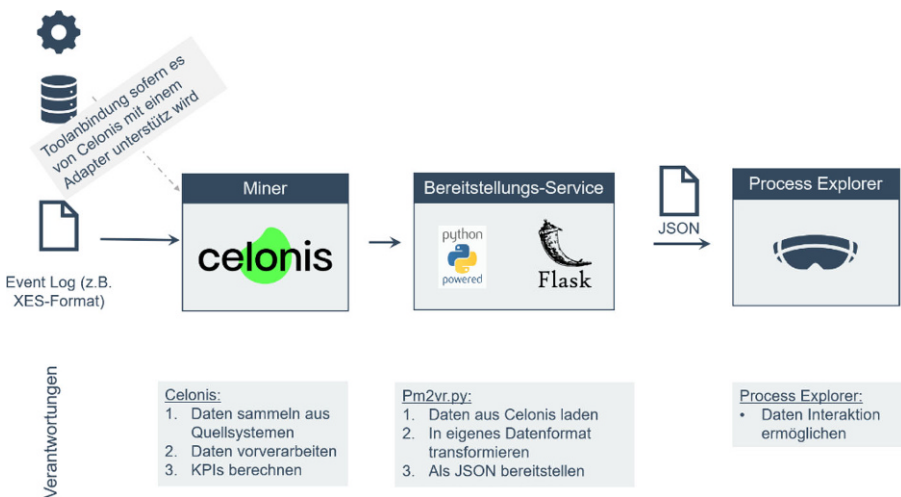 Toolanbindung sofern es
von Celonis mit einem
Adapter unterstütz wird
Miner
Bereitstellungs-Service
Process Explorer
celonis
python
powered
Flask
JSON
Event Log (z.B.
XES-Format)
Verantwortungen
Celonis:
1. Daten sammeln aus
Quellsystemen
2. Daten vorverarbeiten
3. KPIs berechnen
Pm2vr.py:
1. Daten aus Celonis laden
2. In eigenes Datenformat
transformieren
3. Als JSON bereitstellen
Process Explorer:
• Daten Interaktion
ermöglichen